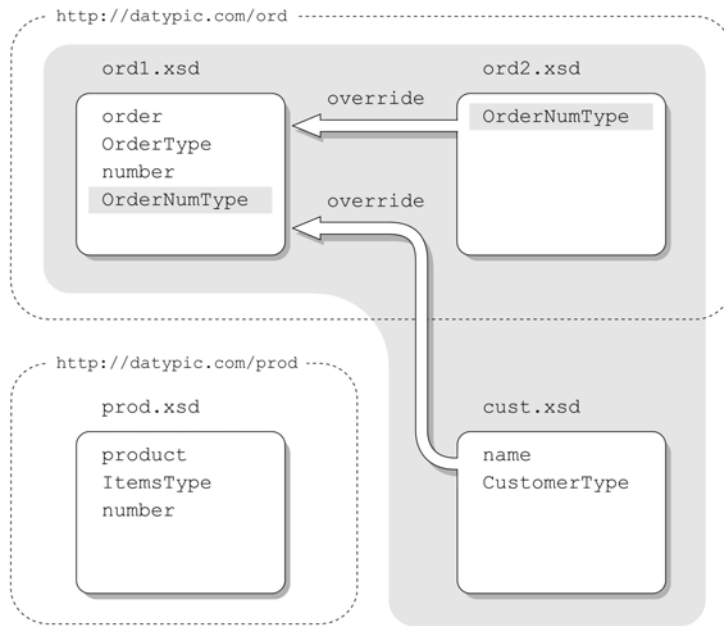 http://datypic.com/ord
ord1.xsd
order
OrderType
number
OrderNumType
override
override
ord2.xsd
OrderNumType
http://datypic.com/prod
prod.xsd
product
ItemsType
number
cust.xsd
name
CustomerType